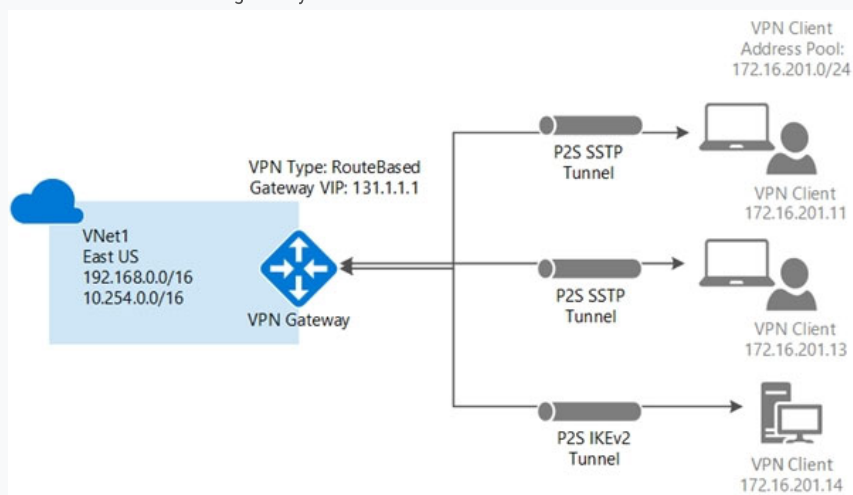 VPN Client
Address Pool:
172.16.201.0/24
P2S SSTP
Tunnel
VPN Client
172.16.201.11
VPN Type: RouteBased
Gateway VIP: 131.1.1.1
VNet1
East US
192.168.0.0/16
10.254.0.0/16
VPN Gateway
P2S SSTP
Tunnel
VPN Client
172.16.201.13
P2S IKEv2
Tunnel
VPN Client
172.16.201.14